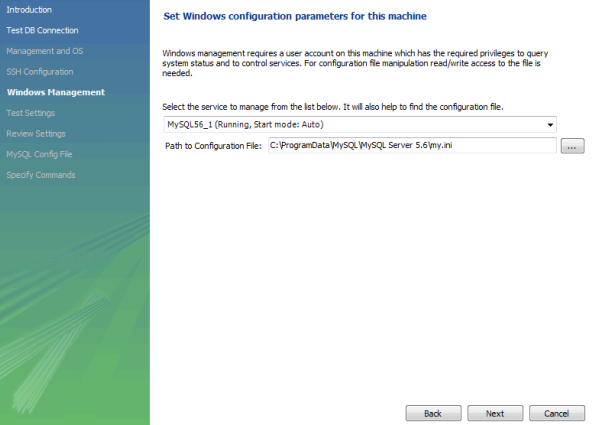 Introduction
Test DB Connection
Management and OS
SSH Configuration
Windows Management
Test Settings
Review Settings
MySQL Config File
Specify Commands
Set Windows configuration parameters for this machine
Windows management requires a user account on this machine which has the required privileges to query
system status and to control services. For configuration file manipulation read/write access to the file is
needed.
Select the service to manage from the list below. It will also help to find the configuration file.
MySQL56_1 (Running, Start mode: Auto)
Path to Configuration File: C:\ProgramData\MySQL\MySQL Server 5.6\my.ini ...
Back Next Cancel